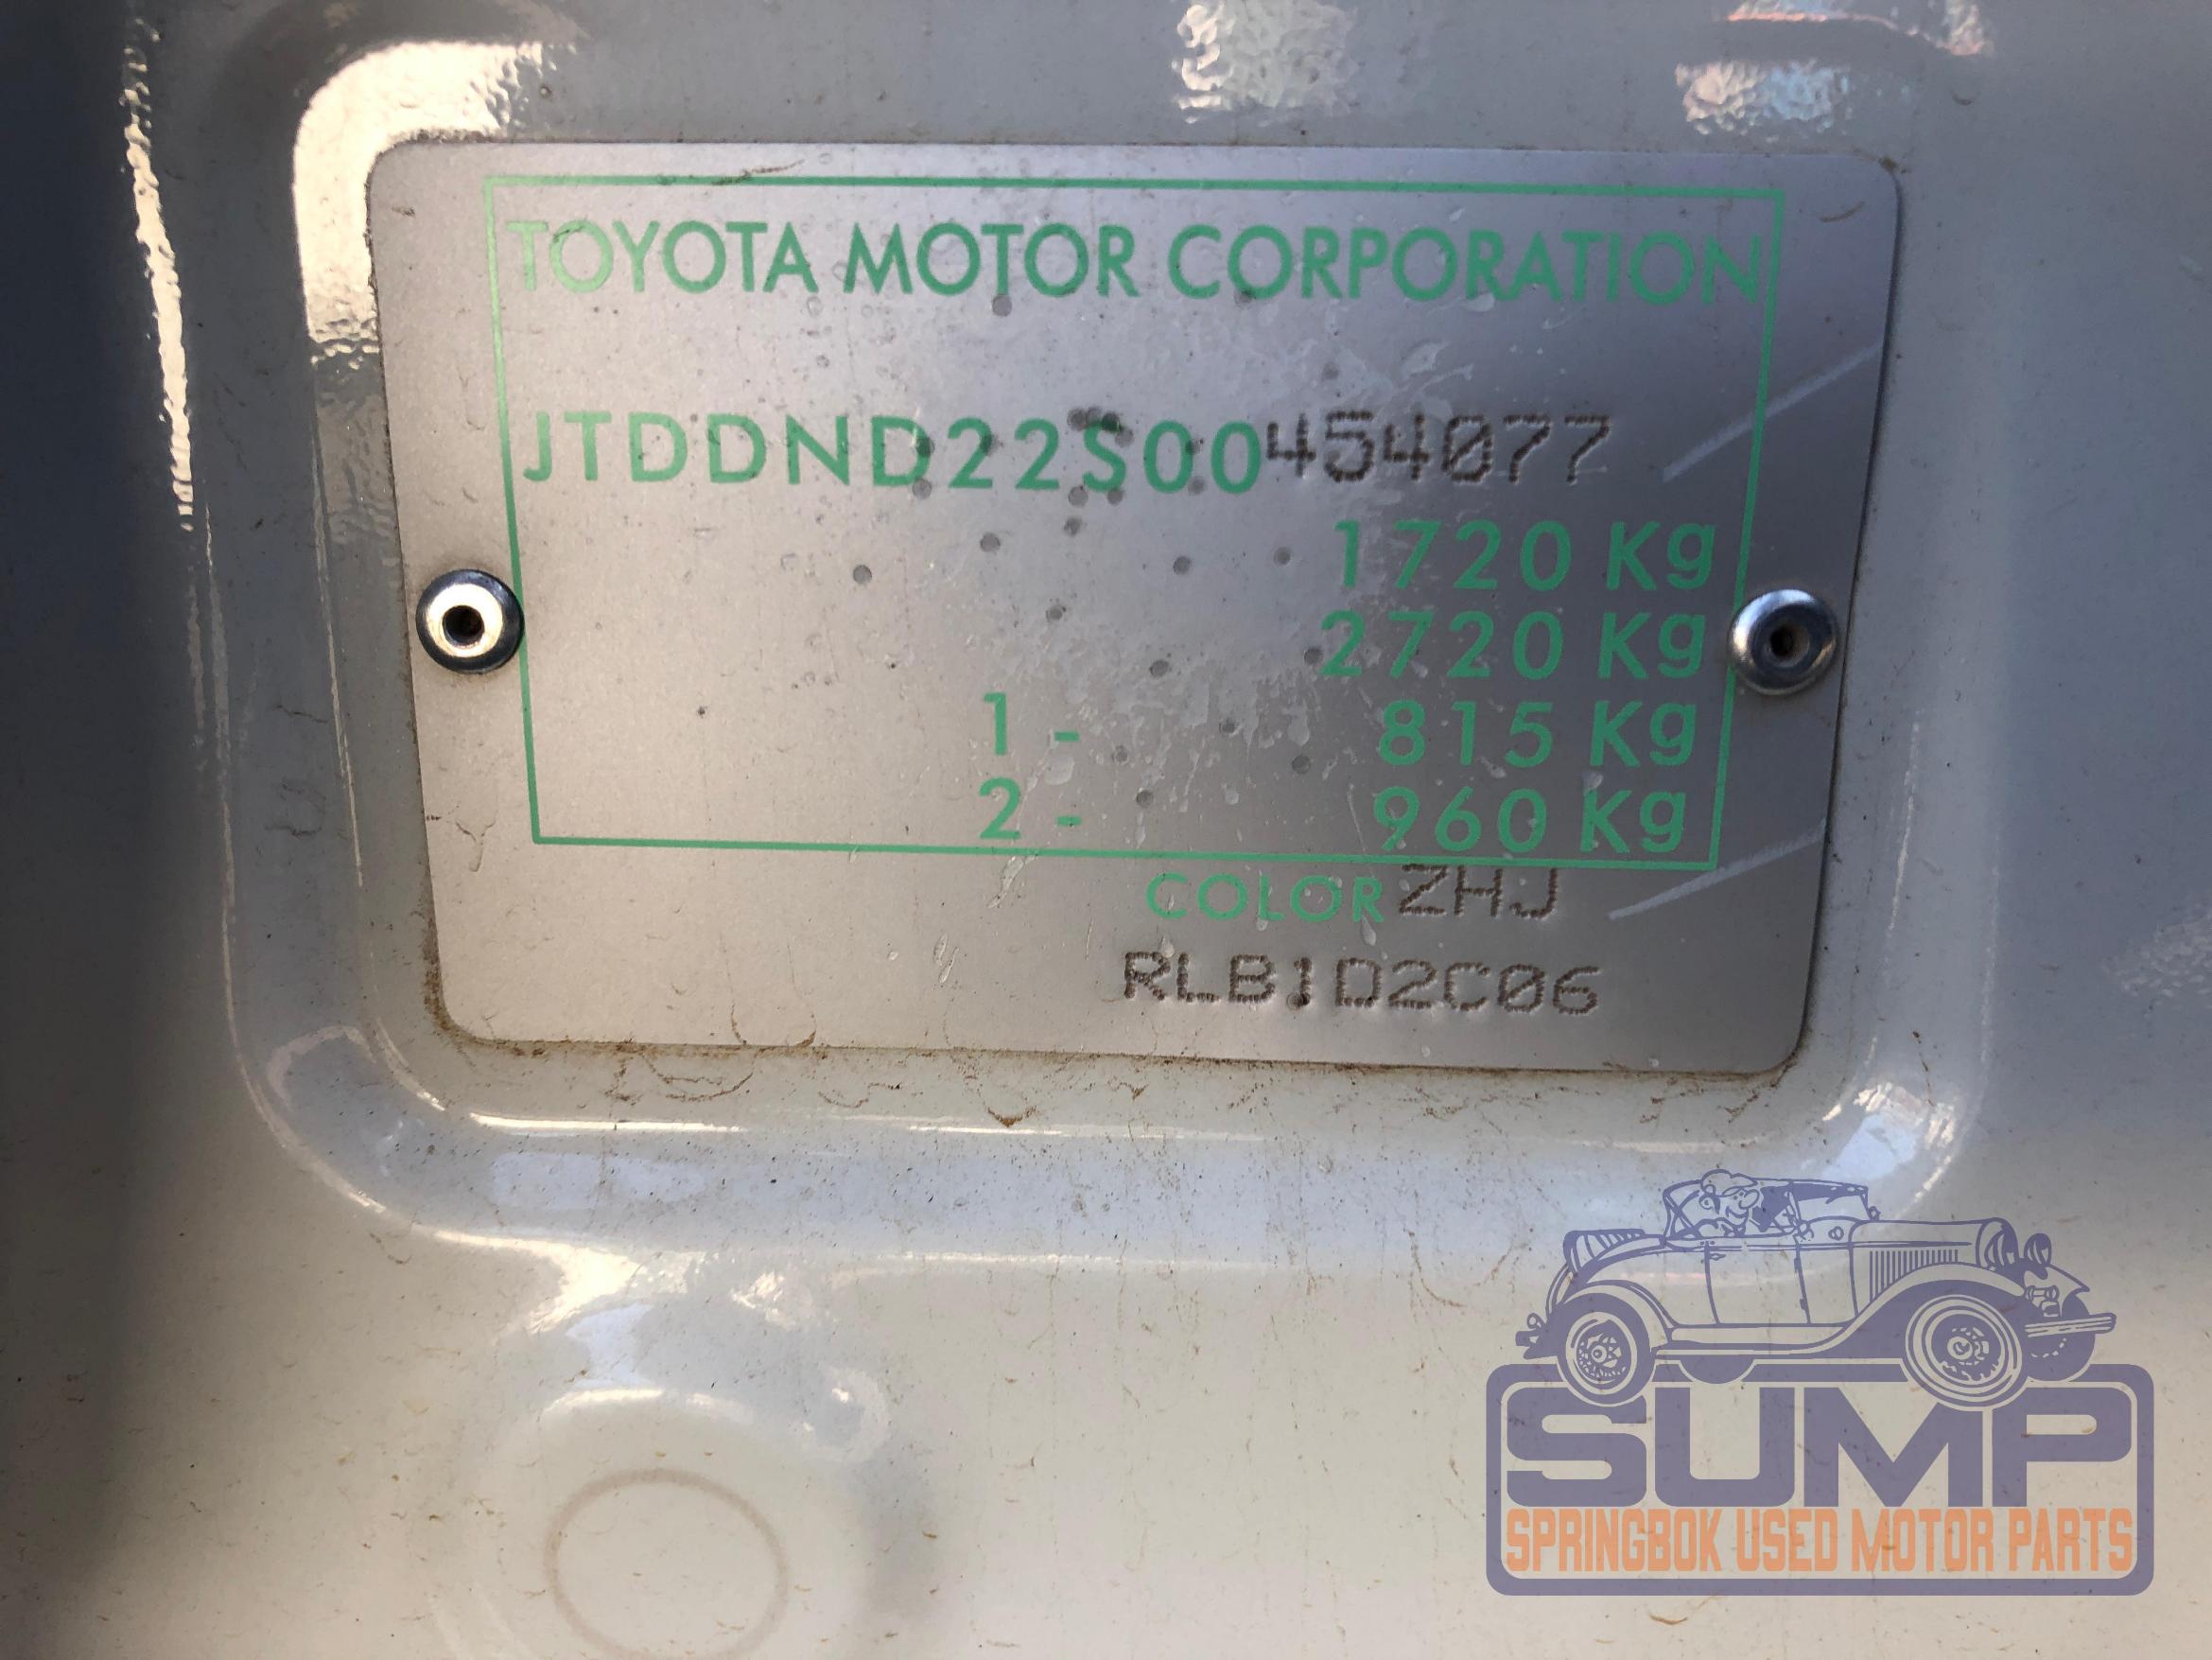 TOYOTA MOTOR CORPORATION
JTDDND22S00454077
1720 Kg
2720 Kg
1 - 815 Kg
2 - 960 Kg
COLOR ZHJ
RLB1D2C06
SUMP
SPRINGBOK USED MOTOR PARTS